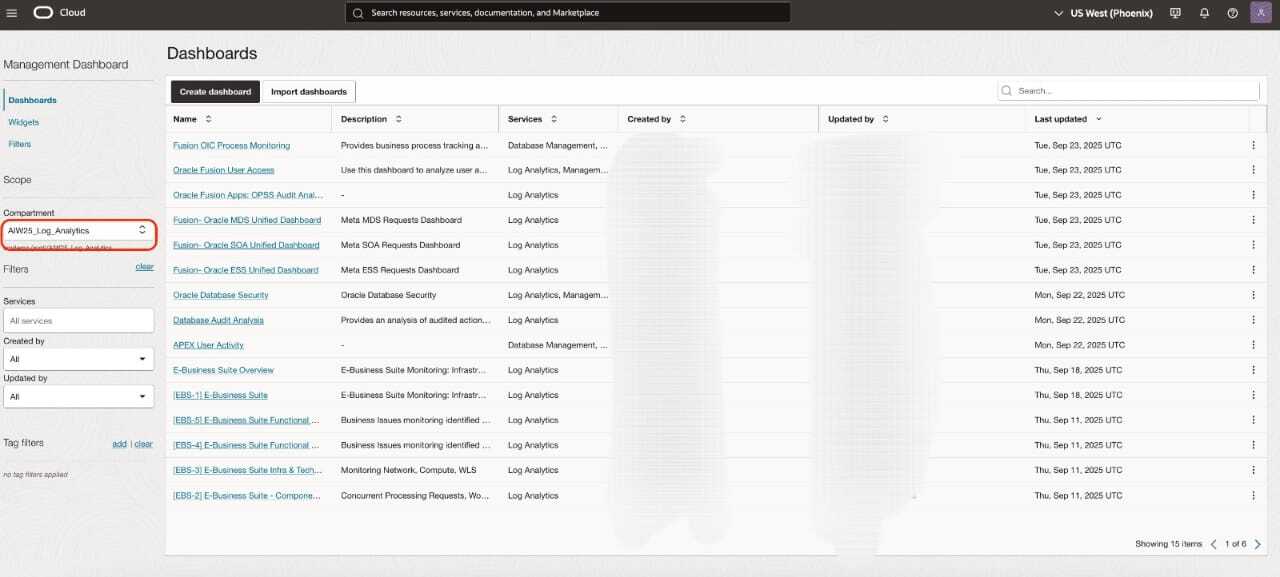 Cloud
Search resources, services, documentation, and Marketplace
US West (Phoenix)
A
Management Dashboard
Dashboards
Widgets
Filters
Scope
Compartment
AIW25_Log_Analytics
Filters clear
Services
All services
Created by
All
Updated by
All
Tag filters add | clear
no tag filters applied
Dashboards
Create dashboard Import dashboards Search...
Name Description Services Created by Updated by Last updated
Fusion OIC Process Monitoring Provides business process tracking a... Database Management, ... Tue, Sep 23, 2025 UTC
Oracle Fusion User Access Use this dashboard to analyze user a... Log Analytics, Managem... Tue, Sep 23, 2025 UTC
Oracle Fusion Apps: OPSS Audit Anal... - Log Analytics Tue, Sep 23, 2025 UTC
Fusion- Oracle MDS Unified Dashboard Meta MDS Requests Dashboard Log Analytics Tue, Sep 23, 2025 UTC
Fusion- Oracle SOA Unified Dashboard Meta SOA Requests Dashboard Log Analytics Tue, Sep 23, 2025 UTC
Fusion- Oracle ESS Unified Dashboard Meta ESS Requests Dashboard Log Analytics Tue, Sep 23, 2025 UTC
Oracle Database Security Oracle Database Security Log Analytics, Managem... Mon, Sep 22, 2025 UTC
Database Audit Analysis Provides an analysis of audited action... Log Analytics Mon, Sep 22, 2025 UTC
APEX User Activity - Database Management, ... Mon, Sep 22, 2025 UTC
E-Business Suite Overview E-Business Suite Monitoring: Infrastr... Log Analytics Thu, Sep 18, 2025 UTC
[EBS-1] E-Business Suite E-Business Suite Monitoring: Infrastr... Log Analytics Thu, Sep 18, 2025 UTC
[EBS-5] E-Business Suite Functional ... Business Issues monitoring identified ... Log Analytics Thu, Sep 11, 2025 UTC
[EBS-4] E-Business Suite Functional ... Business Issues monitoring identified ... Log Analytics Thu, Sep 11, 2025 UTC
[EBS-3] E-Business Suite Infra & Tech... Monitoring Network, Compute, WLS Log Analytics Thu, Sep 11, 2025 UTC
[EBS-2] E-Business Suite - Compone... Concurrent Processing Requests, Wo... Log Analytics Thu, Sep 11, 2025 UTC
Showing 15 items 1 of 6